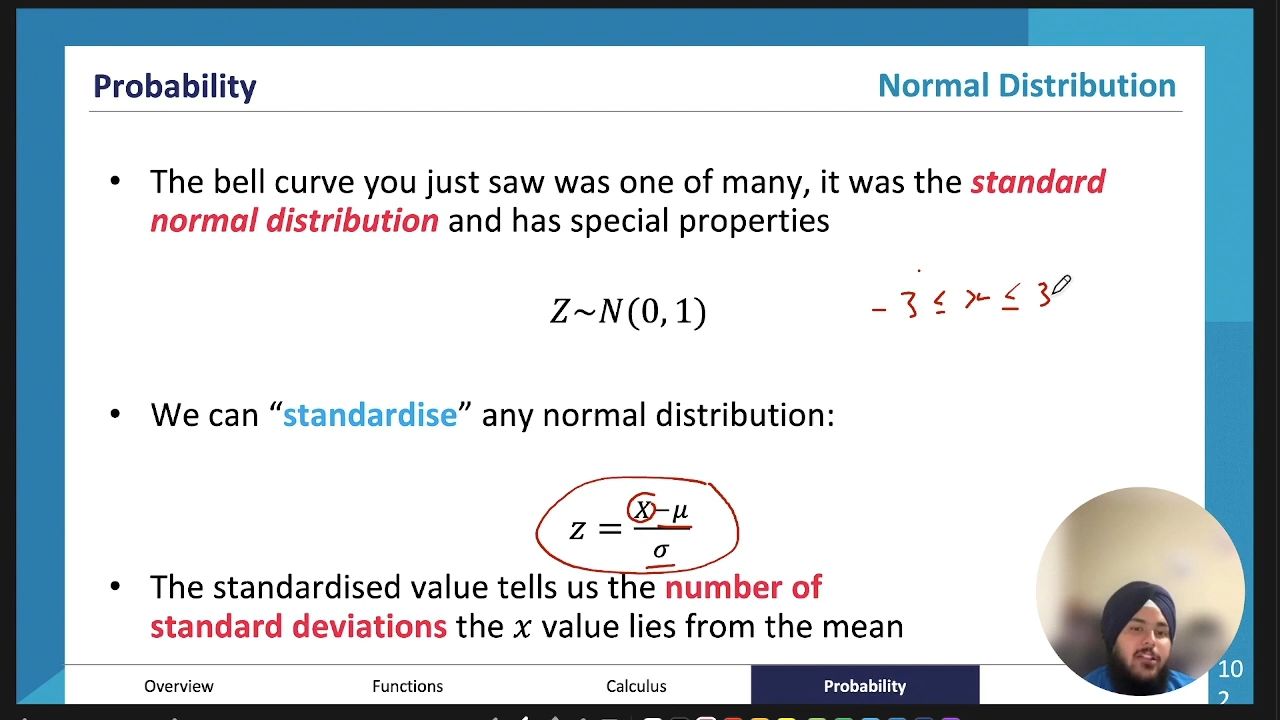 Probability
Normal Distribution
• The bell curve you just saw was one of many, it was the standard
normal distribution and has special properties
Z~N(0, 1)
- 3 ≤ x ≤ 3
• We can “standardise” any normal distribution:
z = (X−μ)/σ
• The standardised value tells us the number of
standard deviations the x value lies from the mean
Overview
Functions
Calculus
Probability
10
2